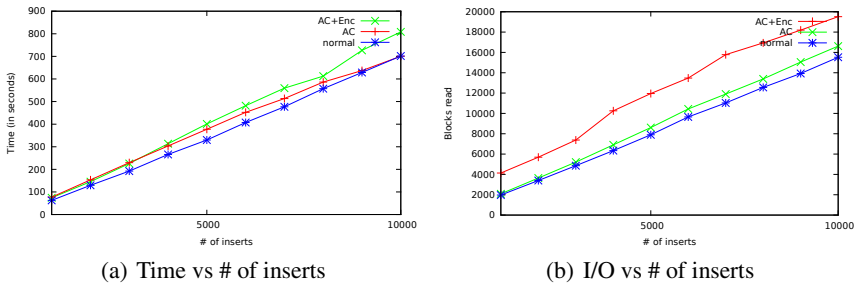 900
800
700
600
500
400
300
200
100
0
5000
10000
Time (in seconds)
# of inserts
AC+Enc
AC
normal
(a) Time vs # of inserts
20000
18000
16000
14000
12000
10000
8000
6000
4000
2000
0
5000
10000
Blocks read
# of inserts
AC+Enc
AC
normal
(b) I/O vs # of inserts